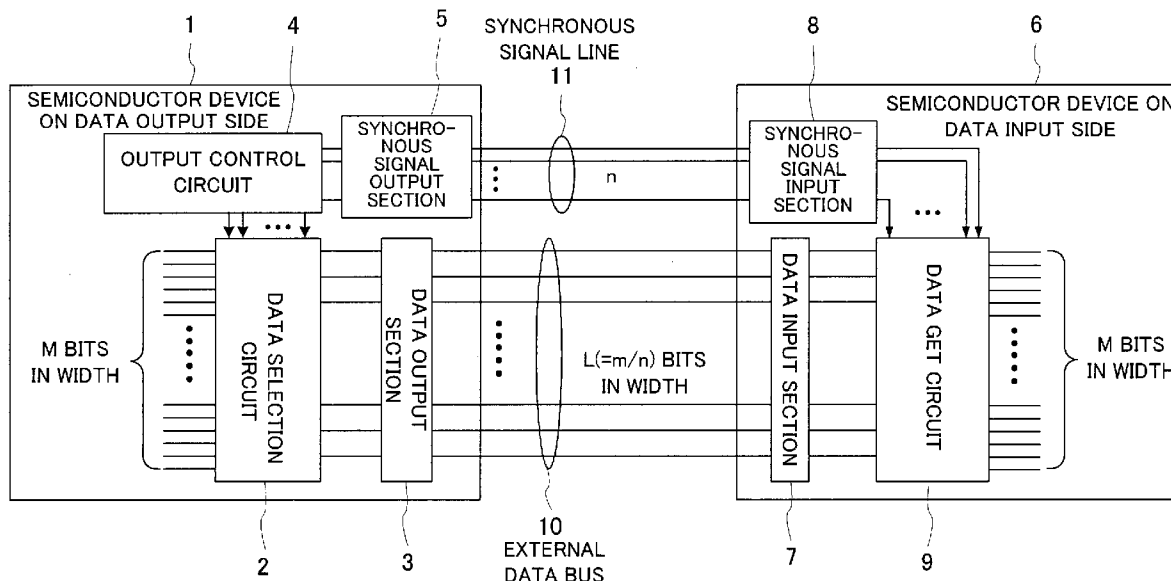 1
4
5
SYNCHRONOUS
SIGNAL LINE
11
8
6
SEMICONDUCTOR DEVICE
ON DATA OUTPUT SIDE
OUTPUT CONTROL
CIRCUIT
SYNCHRO-
NOUS
SIGNAL
OUTPUT
SECTION
n
SYNCHRO-
NOUS
SIGNAL
INPUT
SECTION
SEMICONDUCTOR DEVICE ON
DATA INPUT SIDE
M BITS
IN WIDTH
DATA SELECTION
CIRCUIT
DATA OUTPUT
SECTION
L(=m/n) BITS
IN WIDTH
DATA INPUT SECTION
DATA GET CIRCUIT
M BITS
IN WIDTH
2
3
10
EXTERNAL
DATA BUS
7
9